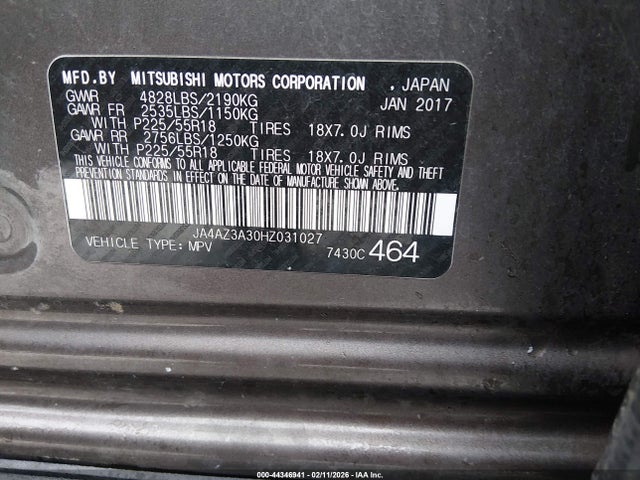 MFD.BY MITSUBISHI MOTORS CORPORATION , JAPAN
GVWR 4828LBS/2190KG JAN 2017
GAWR FR 2535LBS/1150KG
WITH P225/55R18 TIRES 18X7.0J RIMS
GAWR RR 2756LBS/1250KG
WITH P225/55R18 TIRES 18X7.0J RIMS
THIS VEHICLE CONFORMS TO ALL APPLICABLE FEDERAL MOTOR VEHICLE SAFETY AND THEFT
PREVENTION STANDARDS IN EFFECT ON THE DATE OF MANUFACTURE SHOWN ABOVE.
JA4AZ3A30HZ031027
VEHICLE TYPE: MPV 7430C 464
000-44346941 - 02/11/2026 - IAA Inc.